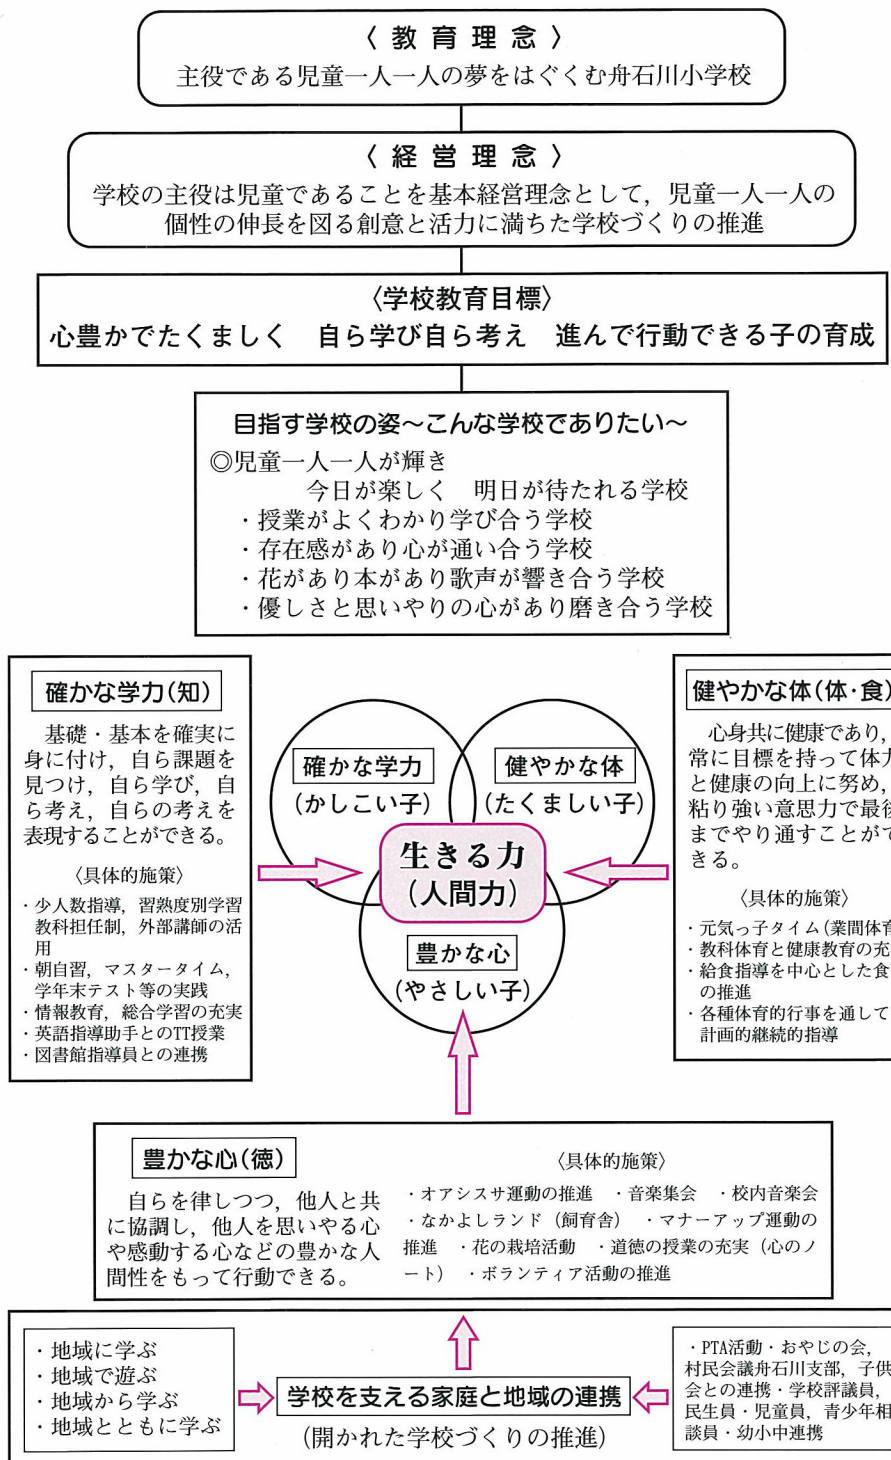 〈 教 育 理 念 〉
主役である児童一人一人の夢をはぐくむ舟石川小学校
〈 経 営 理 念 〉
学校の主役は児童であることを基本経営理念として，児童一人一人の
個性の伸長を図る創意と活力に満ちた学校づくりの推進
〈学校教育目標〉
心豊かでたくましく　自ら学び自ら考え　進んで行動できる子の育成
目指す学校の姿～こんな学校でありたい～
◎児童一人一人が輝き
今日が楽しく　明日が待たれる学校
・授業がよくわかり学び合う学校
・存在感があり心が通い合う学校
・花があり本があり歌声が響き合う学校
・優しさと思いやりの心があり磨き合う学校
確かな学力(知)
基礎・基本を確実に
身に付け，自ら課題を
見つけ，自ら学び，自
ら考え，自らの考えを
表現することができる。
〈具体的施策〉
・少人数指導，習熟度別学習
教科担任制，外部講師の活
用
・朝自習，マスタータイム，
学年末テスト等の実践
・情報教育，総合学習の充実
・英語指導助手とのTT授業
・図書館指導員との連携
確かな学力
(かしこい子)
健やかな体
(たくましい子)
生きる力
(人間力)
豊かな心
(やさしい子)
健やかな体(体・食)
心身共に健康であり，
常に目標を持って体力
と健康の向上に努め，
粘り強い意思力で最後
までやり通すことがで
きる。
〈具体的施策〉
・元気っ子タイム(業間体育
・教科体育と健康教育の充
・給食指導を中心とした食
の推進
・各種体育的行事を通して
計画的継続的指導
豊かな心(徳)
自らを律しつつ，他人と共
に協調し，他人を思いやる心
や感動する心などの豊かな人
間性をもって行動できる。
〈具体的施策〉
・オアシスサ運動の推進　・音楽集会　・校内音楽会
・なかよしランド（飼育舎）　・マナーアップ運動の
推進　・花の栽培活動　・道徳の授業の充実（心のノ
ート）　・ボランティア活動の推進
・地域に学ぶ
・地域で遊ぶ
・地域から学ぶ
・地域とともに学ぶ
学校を支える家庭と地域の連携
(開かれた学校づくりの推進)
・PTA活動・おやじの会，
村民会議舟石川支部，子供
会との連携・学校評議員，
民生員・児童員，青少年相
談員・幼小中連携